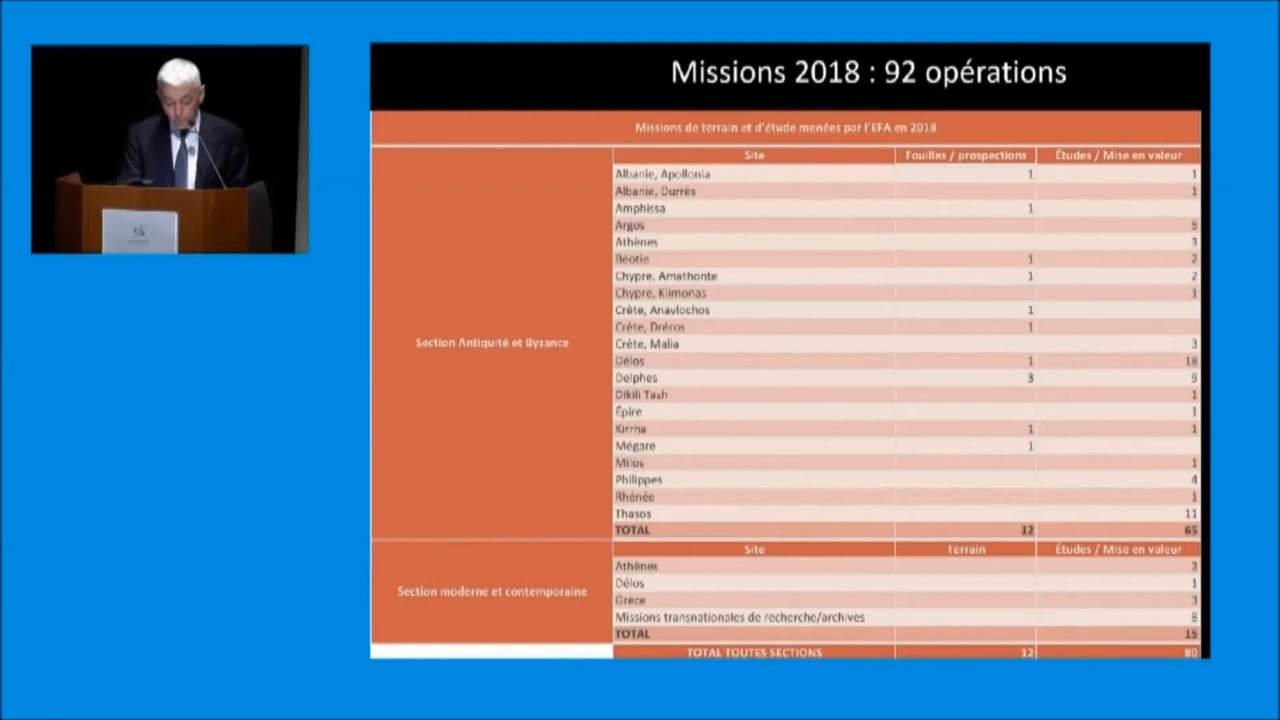 Missions 2018 : 92 opérations
Missions de terrain et d'étude menées par l'EFA en 2018
Site Fouilles / prospections Études / Mise en valeur
Albanie, Apollonia 1 1
Albanie, Durrës 1
Amphissa 1
Argos 5
Athènes 3
Béotie 1 2
Chypre, Amathonte 1 2
Chypre, Klimonas 1
Crète, Anavlochos 1
Crète, Dréros 1
Section Antiquité et Byzance
Crète, Malia 3
Délos 1 18
Delphes 3 9
Dikili Tash 1
Épire 1
Kirrha 1 1
Mégare 1
Milos 1
Philippes 4
Rhénée 1
Thasos 11
TOTAL 12 65
Site Terrain Études / Mise en valeur
Athènes 3
Délos 1
Section moderne et contemporaine
Grèce 3
Missions transnationales de recherche/archives 8
TOTAL 15
TOTAL TOUTES SECTIONS 12 80